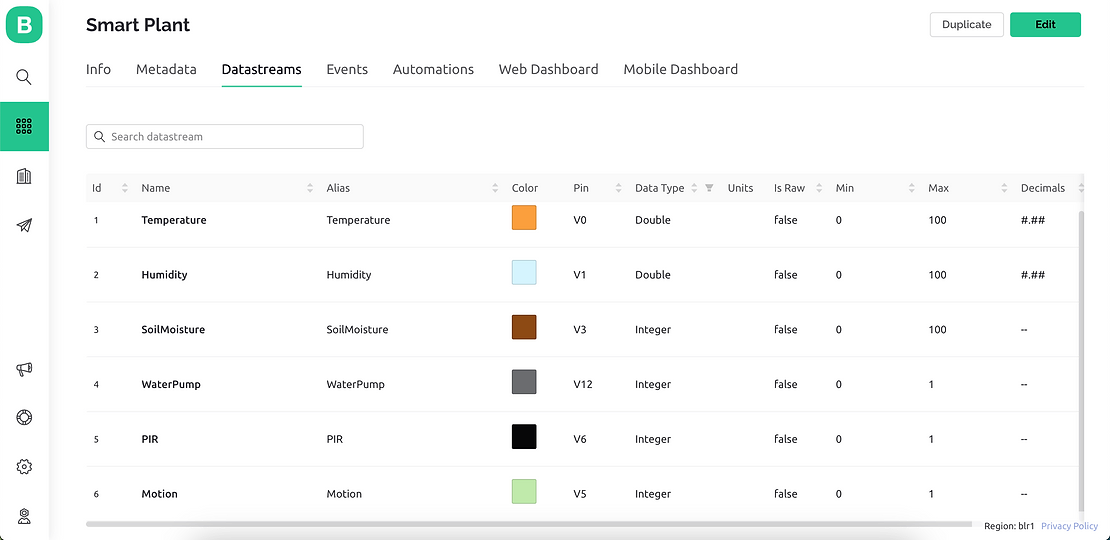 B
Smart Plant
Duplicate
Edit
Info Metadata Datastreams Events Automations Web Dashboard Mobile Dashboard
Search datastream
Id Name Alias Color Pin Data Type Units Is Raw Min Max Decimals
1 Temperature Temperature V0 Double false 0 100 #.##
2 Humidity Humidity V1 Double false 0 100 #.##
3 SoilMoisture SoilMoisture V3 Integer false 0 100 --
4 WaterPump WaterPump V12 Integer false 0 1 --
5 PIR PIR V6 Integer false 0 1 --
6 Motion Motion V5 Integer false 0 1 --
Region: blr1 Privacy Policy